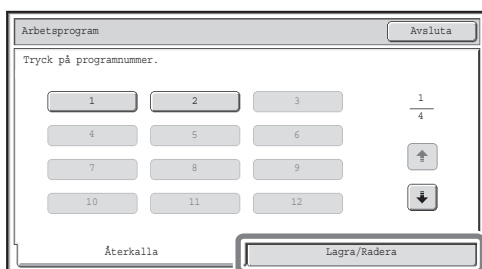 Arbetsprogram Avsluta
Tryck på programnummer.
1 2 3 1
4 5 6 4
7 8 9
10 11 12
Återkalla Lagra/Radera